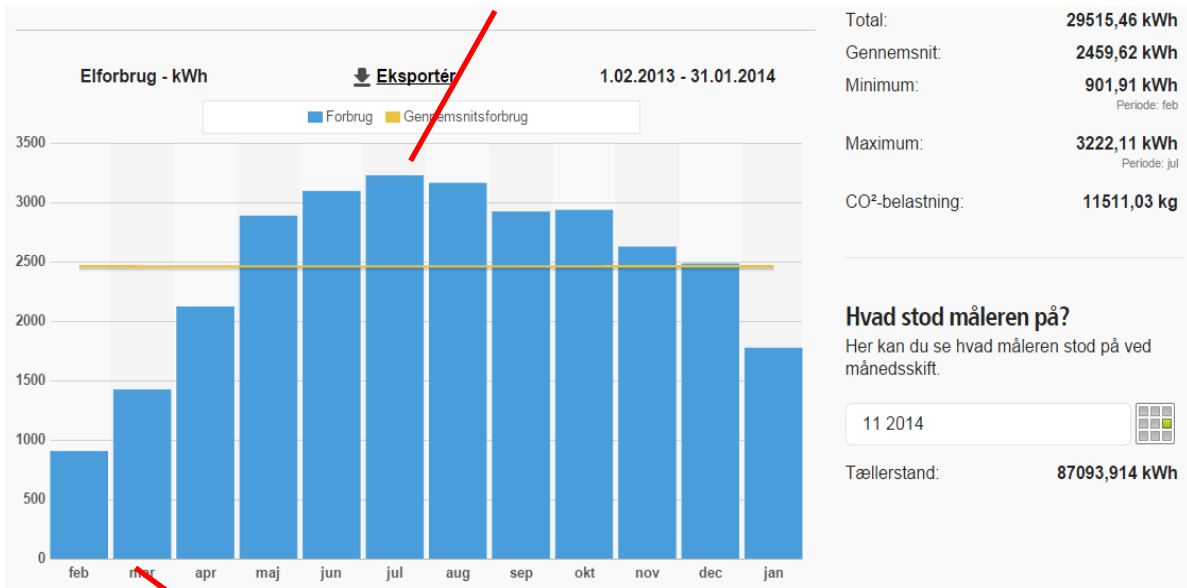 Elforbrug - kWh
Eksportér
1.02.2013 - 31.01.2014
Forbrug
Gennemsnitsforbrug
3500
3000
2500
2000
1500
1000
500
0
feb
mar
apr
maj
jun
jul
aug
sep
okt
nov
dec
jan
Total: 29515,46 kWh
Gennemsnit: 2459,62 kWh
Minimum: 901,91 kWh
Periode: feb
Maximum: 3222,11 kWh
Periode: jul
CO²-belastning: 11511,03 kg
Hvad stod måleren på?
Her kan du se hvad måleren stod på ved
månedsskift.
11 2014
Tællerstand: 87093,914 kWh